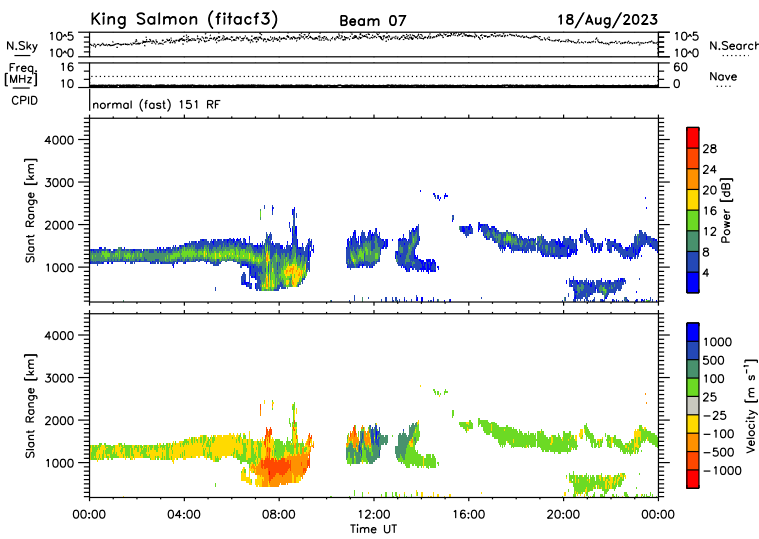 King Salmon (fitacf3) Beam 07 18/Aug/2023
N.Sky 10^5 10^0 10^5 10^0 N.Search
Freq [MHz] 16 10 60 0 Nave
CPID normal (fast) 151 RF
Slant Range [km] 4000 3000 2000 1000
28 24 20 16 12 8 4 Power [dB]
Slant Range [km] 4000 3000 2000 1000
1000 500 100 25 -25 -100 -500 -1000 Velocity [m s^-1]
00:00 04:00 08:00 12:00 16:00 20:00 00:00
Time UT